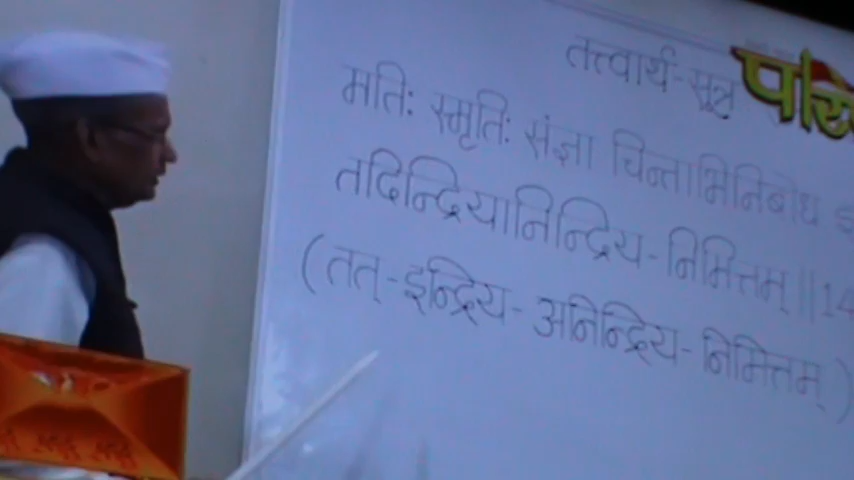 तत्त्वार्थ-सूत्र
मतिः स्मृतिः संज्ञा चिन्ताभिनिबोध
तदिन्द्रियानिन्द्रिय-निमित्तम् ||14
(तत्-इन्द्रिय-अनिन्द्रिय-निमित्तम्)